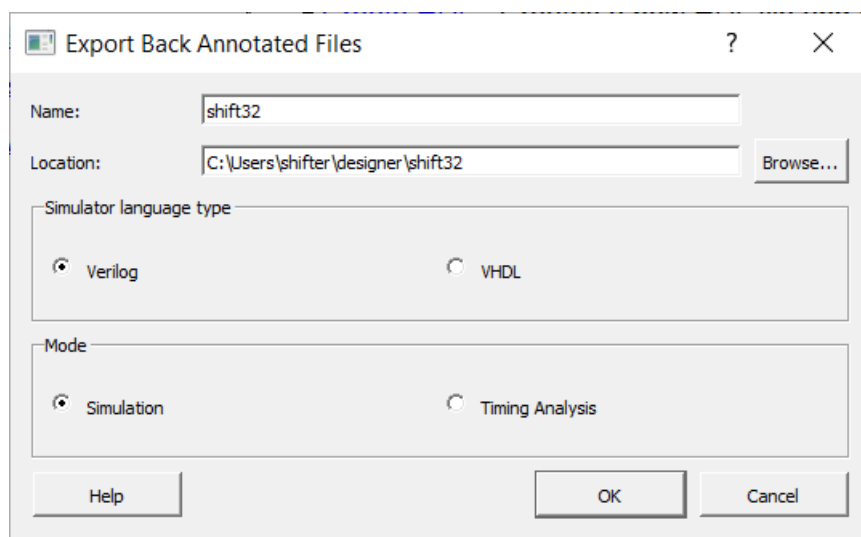 Export Back Annotated Files
?
Name:
shift32
Location:
C:\Users\shifter\designer\shift32
Browse...
Simulator language type
Verilog
VHDL
Mode
Simulation
Timing Analysis
Help
OK
Cancel